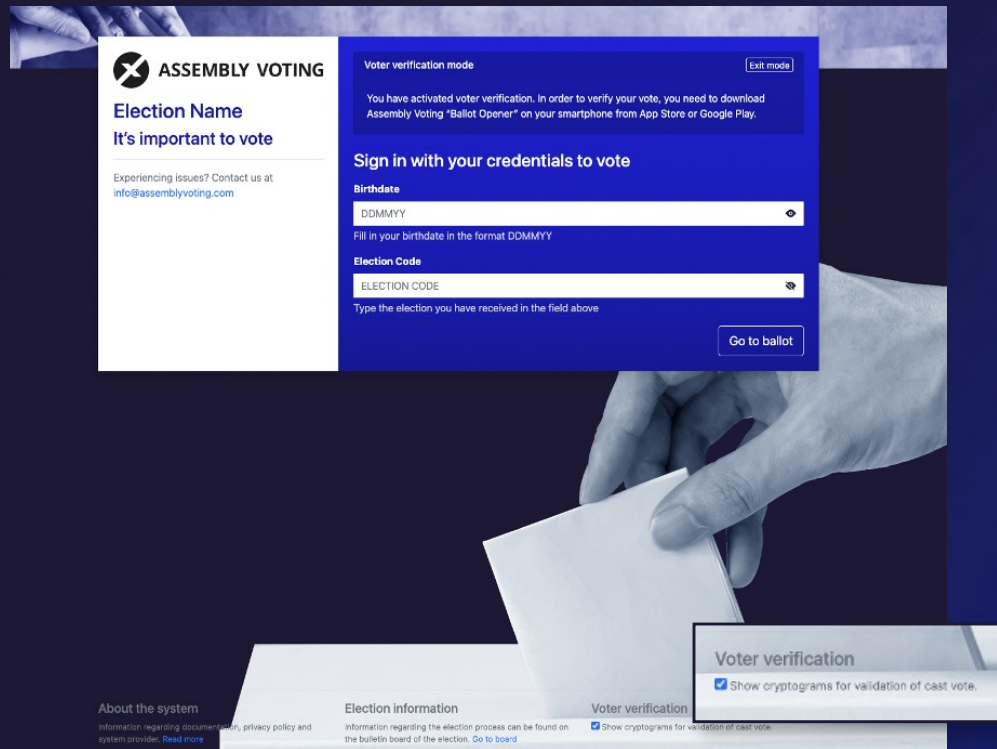 ASSEMBLY VOTING
Election Name
It's important to vote
Experiencing issues? Contact us at
info@assemblyvoting.com
Voter verification mode
Exit mode
You have activated voter verification. In order to verify your vote, you need to download
Assembly Voting "Ballot Opener" on your smartphone from App Store or Google Play.
Sign in with your credentials to vote
Birthdate
DDMMYY
Fill in your birthdate in the format DDMMYY
Election Code
ELECTION CODE
Type the election you have received in the field above
Go to ballot
About the system
Information regarding documentation, privacy policy and
system provider. Read more
Election information
Information regarding the election process can be found on
the bulletin board of the election. Go to board
Voter verification
Show cryptograms for validation of cast vote.
Voter verification
Show cryptograms for validation of cast vote.